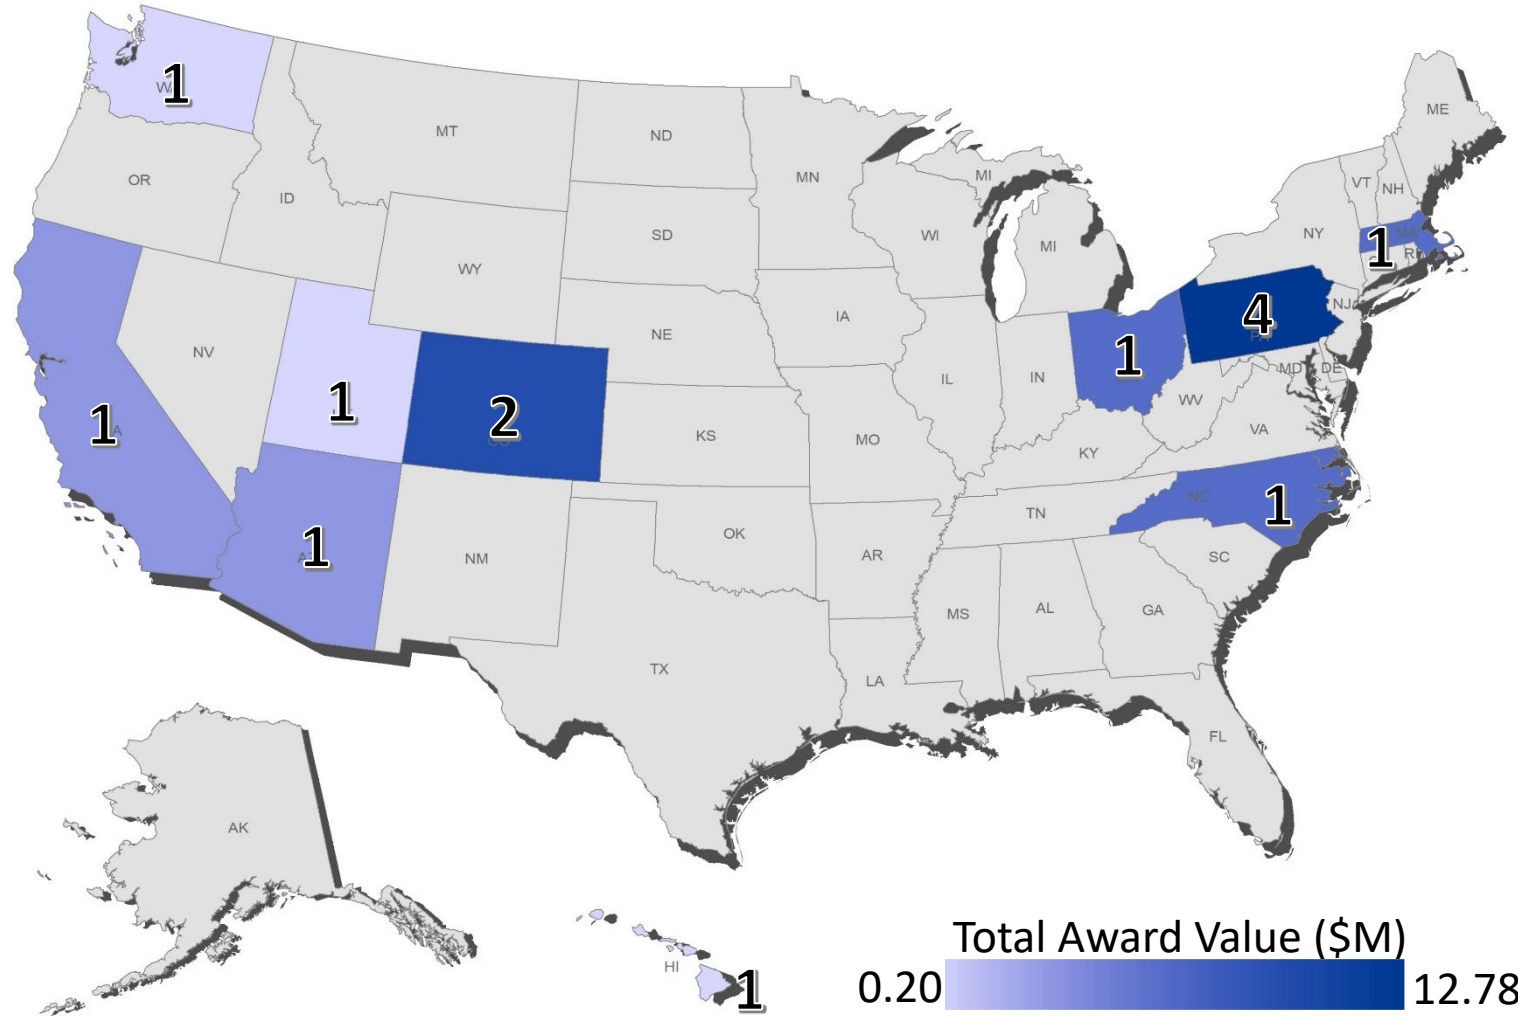 1
ME
MT
ND
OR
MN
MI
VT
NH
ID
SD
WI
NY
MA
1
MI
WY
NJ
4
IA
NE
NV
1
MD
DE
IL
IN
WV
1
2
1
KS
MO
VA
KY
NC
1
TN
OK
1
NM
AR
SC
MS
AL
GA
TX
LA
FL
AK
HI
1
Total Award Value ($M)
0.20
12.78